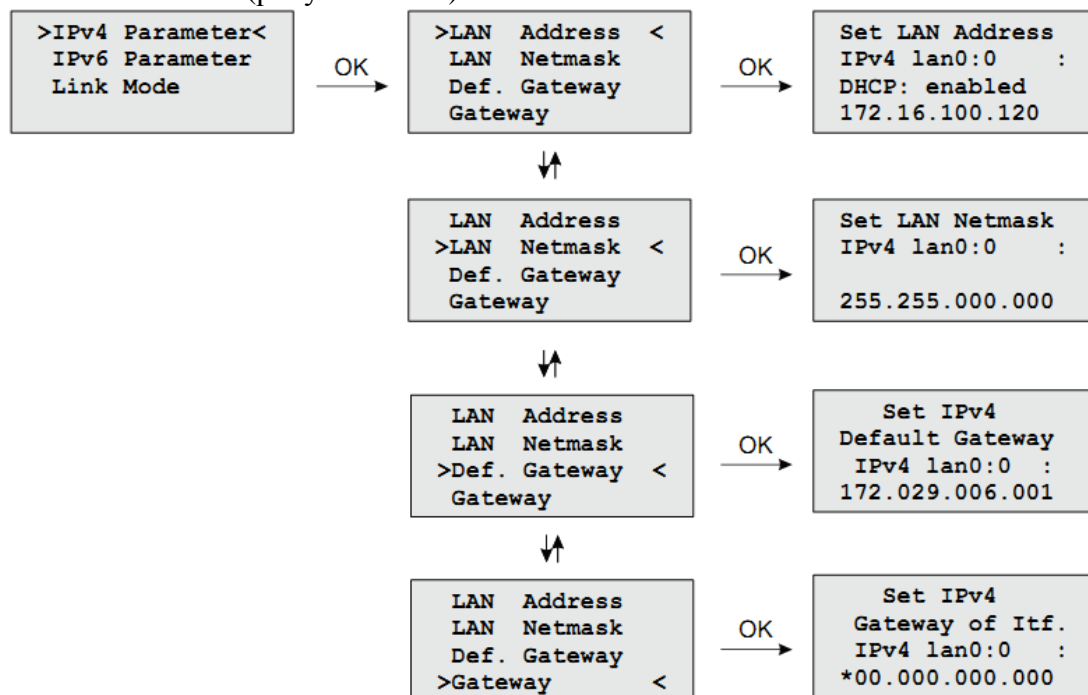 >IPv4 Parameter<
IPv6 Parameter
Link Mode
OK
>LAN Address <
LAN Netmask
Def. Gateway
Gateway
OK
Set LAN Address
IPv4 lan0:0 :
DHCP: enabled
172.16.100.120
LAN Address
>LAN Netmask <
Def. Gateway
Gateway
OK
Set LAN Netmask
IPv4 lan0:0 :
255.255.000.000
LAN Address
LAN Netmask
>Def. Gateway <
Gateway
OK
Set IPv4
Default Gateway
IPv4 lan0:0 :
172.029.006.001
LAN Address
LAN Netmask
Def. Gateway
>Gateway <
OK
Set IPv4
Gateway of Itf.
IPv4 lan0:0 :
*00.000.000.000